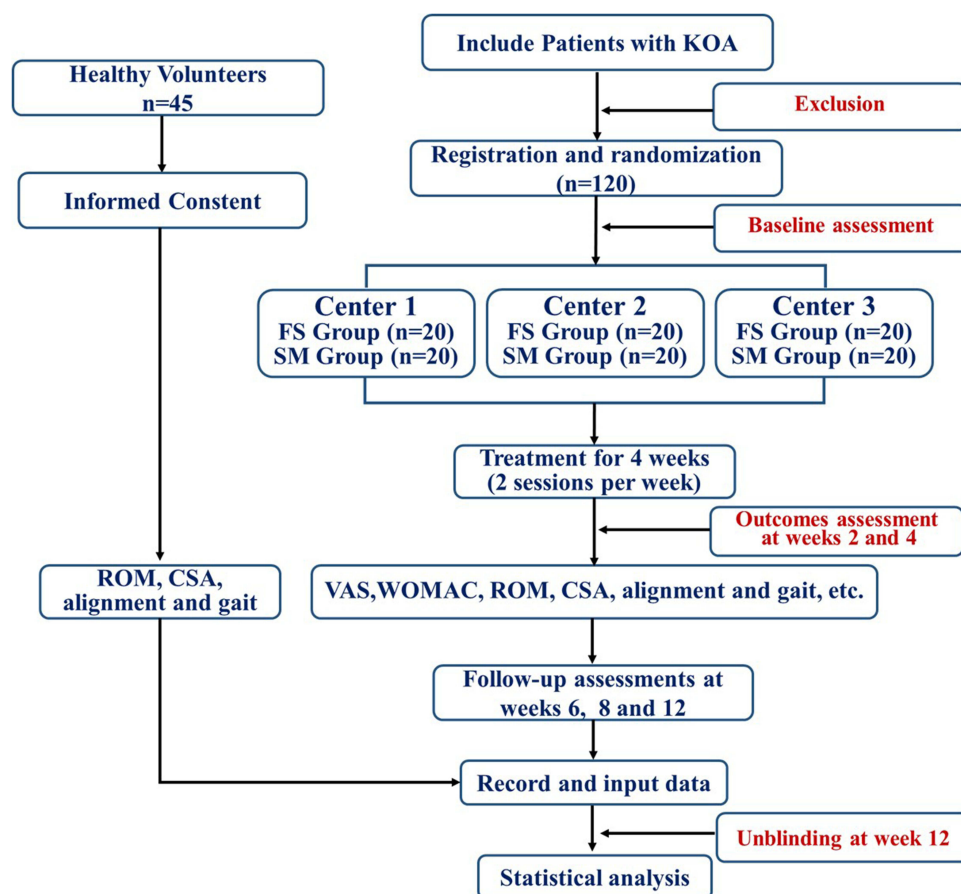 Include Patients with KOA
Healthy Volunteers
n=45
Exclusion
Registration and randomization
(n=120)
Informed Constent
Baseline assessment
Center 1
FS Group (n=20)
SM Group (n=20)
Center 2
FS Group (n=20)
SM Group (n=20)
Center 3
FS Group (n=20)
SM Group (n=20)
Treatment for 4 weeks
(2 sessions per week)
Outcomes assessment
at weeks 2 and 4
ROM, CSA,
alignment and gait
VAS,WOMAC, ROM, CSA, alignment and gait, etc.
Follow-up assessments at
weeks 6, 8 and 12
Record and input data
Unblinding at week 12
Statistical analysis